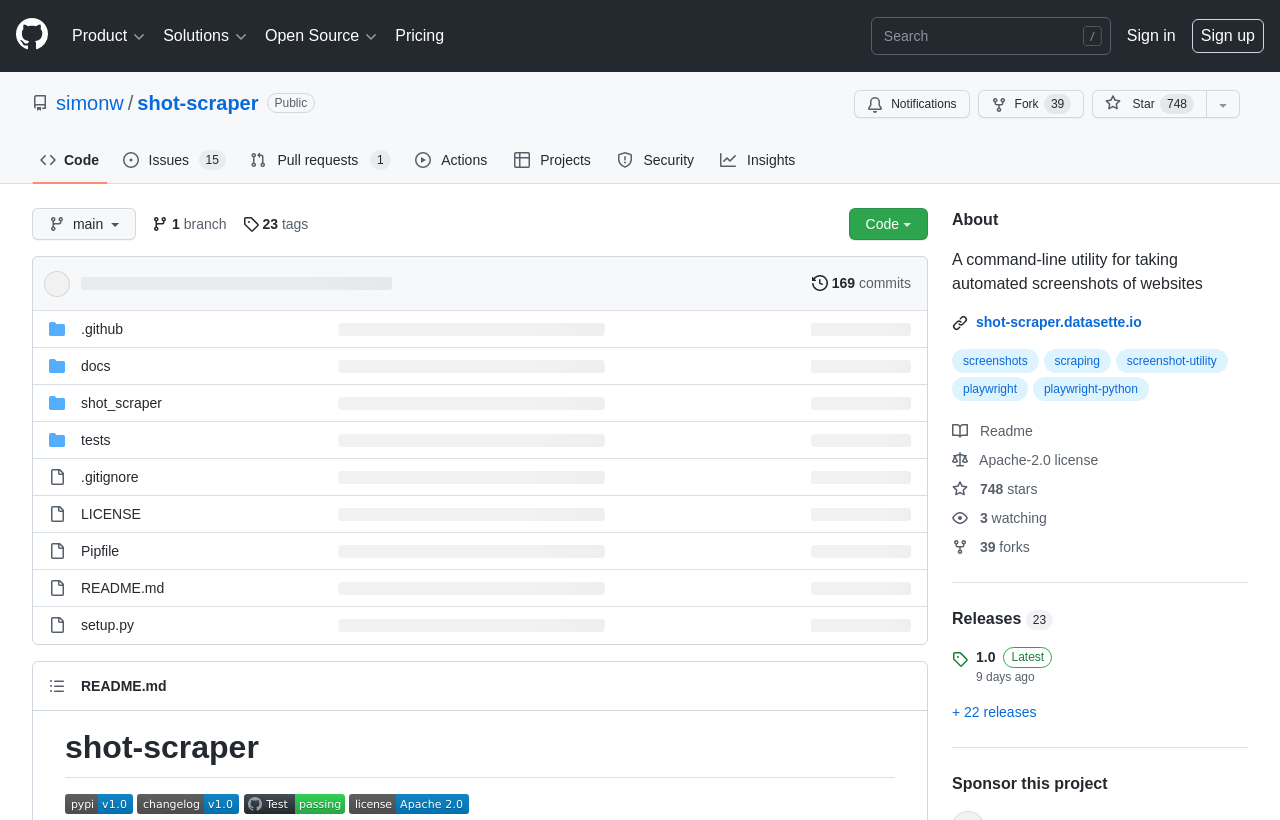 Product Solutions Open Source Pricing Search / Sign in Sign up
simonw / shot-scraper Public Notifications Fork 39 Star 748
Code Issues 15 Pull requests 1 Actions Projects Security Insights
main 1 branch 23 tags Code
169 commits
.github
docs
shot_scraper
tests
.gitignore
LICENSE
Pipfile
README.md
setup.py
README.md
shot-scraper
pypi v1.0 changelog v1.0 Test passing license Apache 2.0
About
A command-line utility for taking
automated screenshots of websites
shot-scraper.datasette.io
screenshots scraping screenshot-utility
playwright playwright-python
Readme
Apache-2.0 license
748 stars
3 watching
39 forks
Releases 23
1.0 Latest
9 days ago
+ 22 releases
Sponsor this project